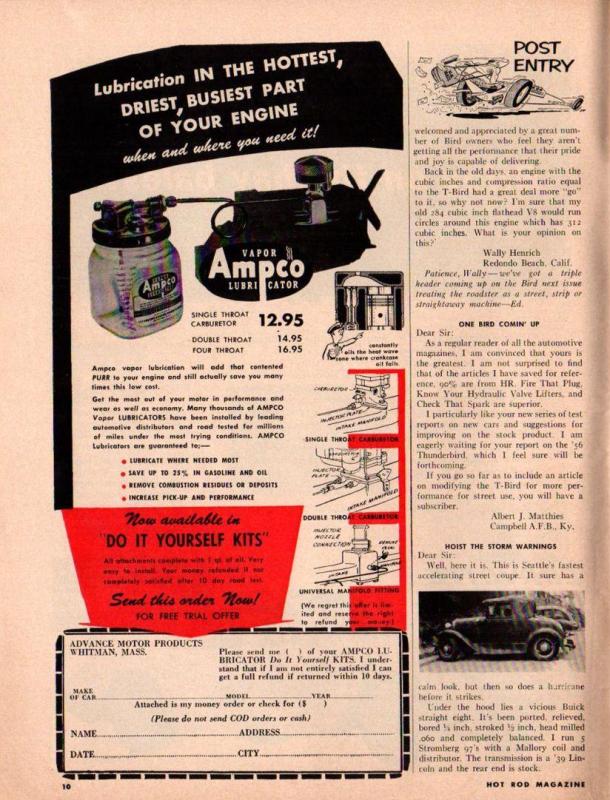 Lubrication IN THE HOTTEST,
DRIEST, BUSIEST PART
OF YOUR ENGINE
when and where you need it!
VAPOR
Ampco
LUBRICATOR
Ampco
SINGLE THROAT
CARBURETOR 12.95
DOUBLE THROAT 14.95
FOUR THROAT 16.95
constantly
oils the heat wave
zone where crankcase
oil fails
Ampco vapor lubrication will add that contented
PURR to your engine and still actually save you many
times this low cost.
Get the most out of your motor in performance and
wear as well as economy. Many thousands of AMPCO
Vapor LUBRICATORS have been installed by leading
automotive distributors and road tested for millions
of miles under the most trying conditions. AMPCO
Lubricators are guaranteed to:—
• LUBRICATE WHERE NEEDED MOST
• SAVE UP TO 25% IN GASOLINE AND OIL
• REMOVE COMBUSTION RESIDUES OR DEPOSITS
• INCREASE PICK-UP AND PERFORMANCE
CARBURETOR
INJECTOR PLATE
INTAKE MANIFOLD
SINGLE THROAT CARBURETOR
INJECTOR
PLATE
INTAKE MANIFOLD
DOUBLE THROAT CARBURETOR
INJECTOR
NOZZLE
CONNECTION
INTAKE
MANIFOLD
UNIVERSAL MANIFOLD FITTING
(We regret this offer is lim-
ited and reserve the right
to refund your money.)
Now available in
"DO IT YOURSELF KITS"
All attachments complete with 1 qt. of oil. Very
easy to install. Your money refunded if not
completely satisfied after 10 day road test.
Send this order Now!
FOR FREE TRIAL OFFER
ADVANCE MOTOR PRODUCTS
WHITMAN, MASS.
Please send me ( ) of your AMPCO LU-
BRICATOR Do It Yourself KITS. I under-
stand that if I am not entirely satisfied I can
get a full refund if returned within 10 days.
MAKE
OF CAR MODEL YEAR
Attached is my money order or check for ($ )
(Please do not send COD orders or cash)
NAME ADDRESS
DATE CITY
10
POST
ENTRY
welcomed and appreciated by a great num-
ber of Bird owners who feel they aren't
getting all the performance that their pride
and joy is capable of delivering.
Back in the old days, an engine with the
cubic inches and compression ratio equal
to the T-Bird had a great deal more "go"
to it, so why not now? I'm sure that my
old 284 cubic inch flathead V8 would run
circles around this engine which has 312
cubic inches. What is your opinion on
this?
Wally Henrich
Redondo Beach, Calif.
Patience, Wally—we've got a triple
header coming up on the Bird next issue
treating the roadster as a street, strip or
straightaway machine—Ed.
ONE BIRD COMIN' UP
Dear Sir:
As a regular reader of all the automotive
magazines, I am convinced that yours is
the greatest. I am not surprised to find
that of the articles I have saved for refer-
ence, 90% are from HR. Fire That Plug,
Know Your Hydraulic Valve Lifters, and
Check That Spark are superior.
I particularly like your new series of test
reports on new cars and suggestions for
improving on the stock product. I am
eagerly waiting for your report on the '56
Thunderbird, which I feel sure will be
forthcoming.
If you go so far as to include an article
on modifying the T-Bird for more per-
formance for street use, you will have a
subscriber.
Albert J. Matthies
Campbell A.F.B., Ky.
HOIST THE STORM WARNINGS
Dear Sir:
Well, here it is. This is Seattle's fastest
accelerating street coupe. It sure has a
calm look, but then so does a hurricane
before it strikes.
Under the hood lies a vicious Buick
straight eight. It's been ported, relieved,
bored ¼ inch, stroked ½ inch, head milled
.060 and completely balanced. I run 5
Stromberg 97's with a Mallory coil and
distributor. The transmission is a '39 Lin-
coln and the rear end is stock.
HOT ROD MAGAZINE